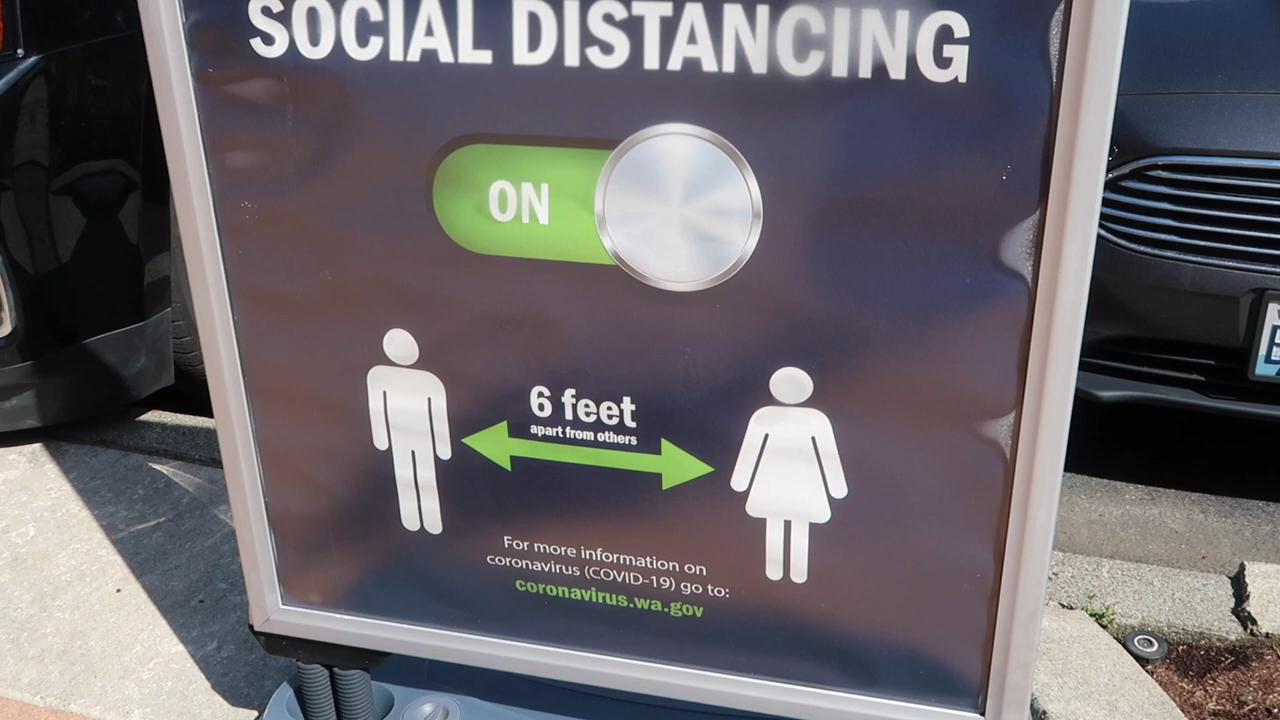 SOCIAL DISTANCING
ON
6 feet
apart from others
For more information on
coronavirus (COVID-19) go to:
coronavirus.wa.gov